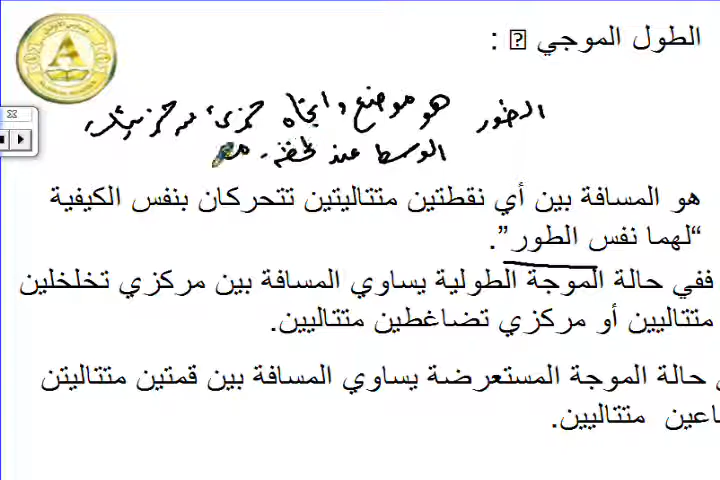 الطول الموجي :
الطور هو موضع واتجاه جزئ من جزيئات
الوسط عند لحظة
هو المسافة بين أي نقطتين متتاليتين تتحركان بنفس الكيفية
“لهما نفس الطور”.
ففي حالة الموجة الطولية يساوي المسافة بين مركزي تخلخلين
متتاليين أو مركزي تضاغطين متتاليين.
حالة الموجة المستعرضة يساوي المسافة بين قمتين متتاليتن
متتاليين.